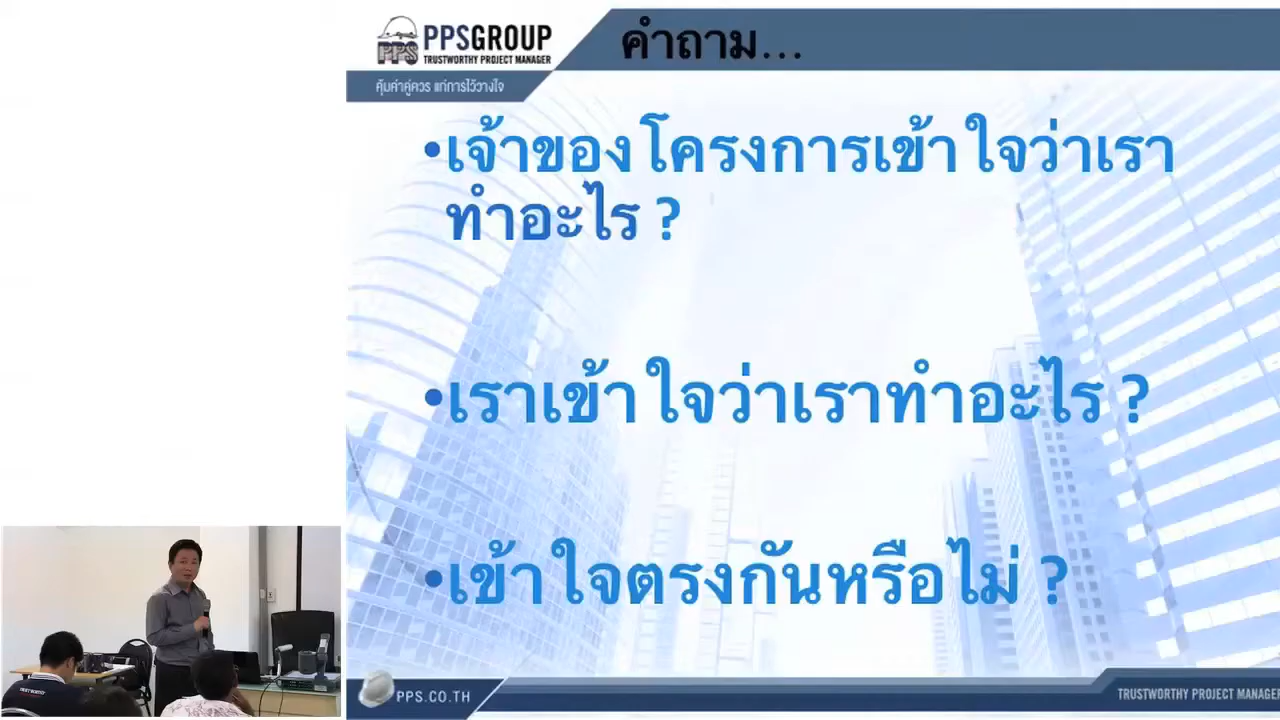 PPS
PPSGROUP
TRUSTWORTHY PROJECT MANAGER
คุ้มค่าคู่ควร แก่การไว้วางใจ
คำถาม...
•เจ้าของโครงการเข้าใจว่าเรา
ทำอะไร ?
•เราเข้าใจว่าเราทำอะไร ?
•เข้าใจตรงกันหรือไม่ ?
PPS.CO.TH
TRUSTWORTHY PROJECT MANAGER